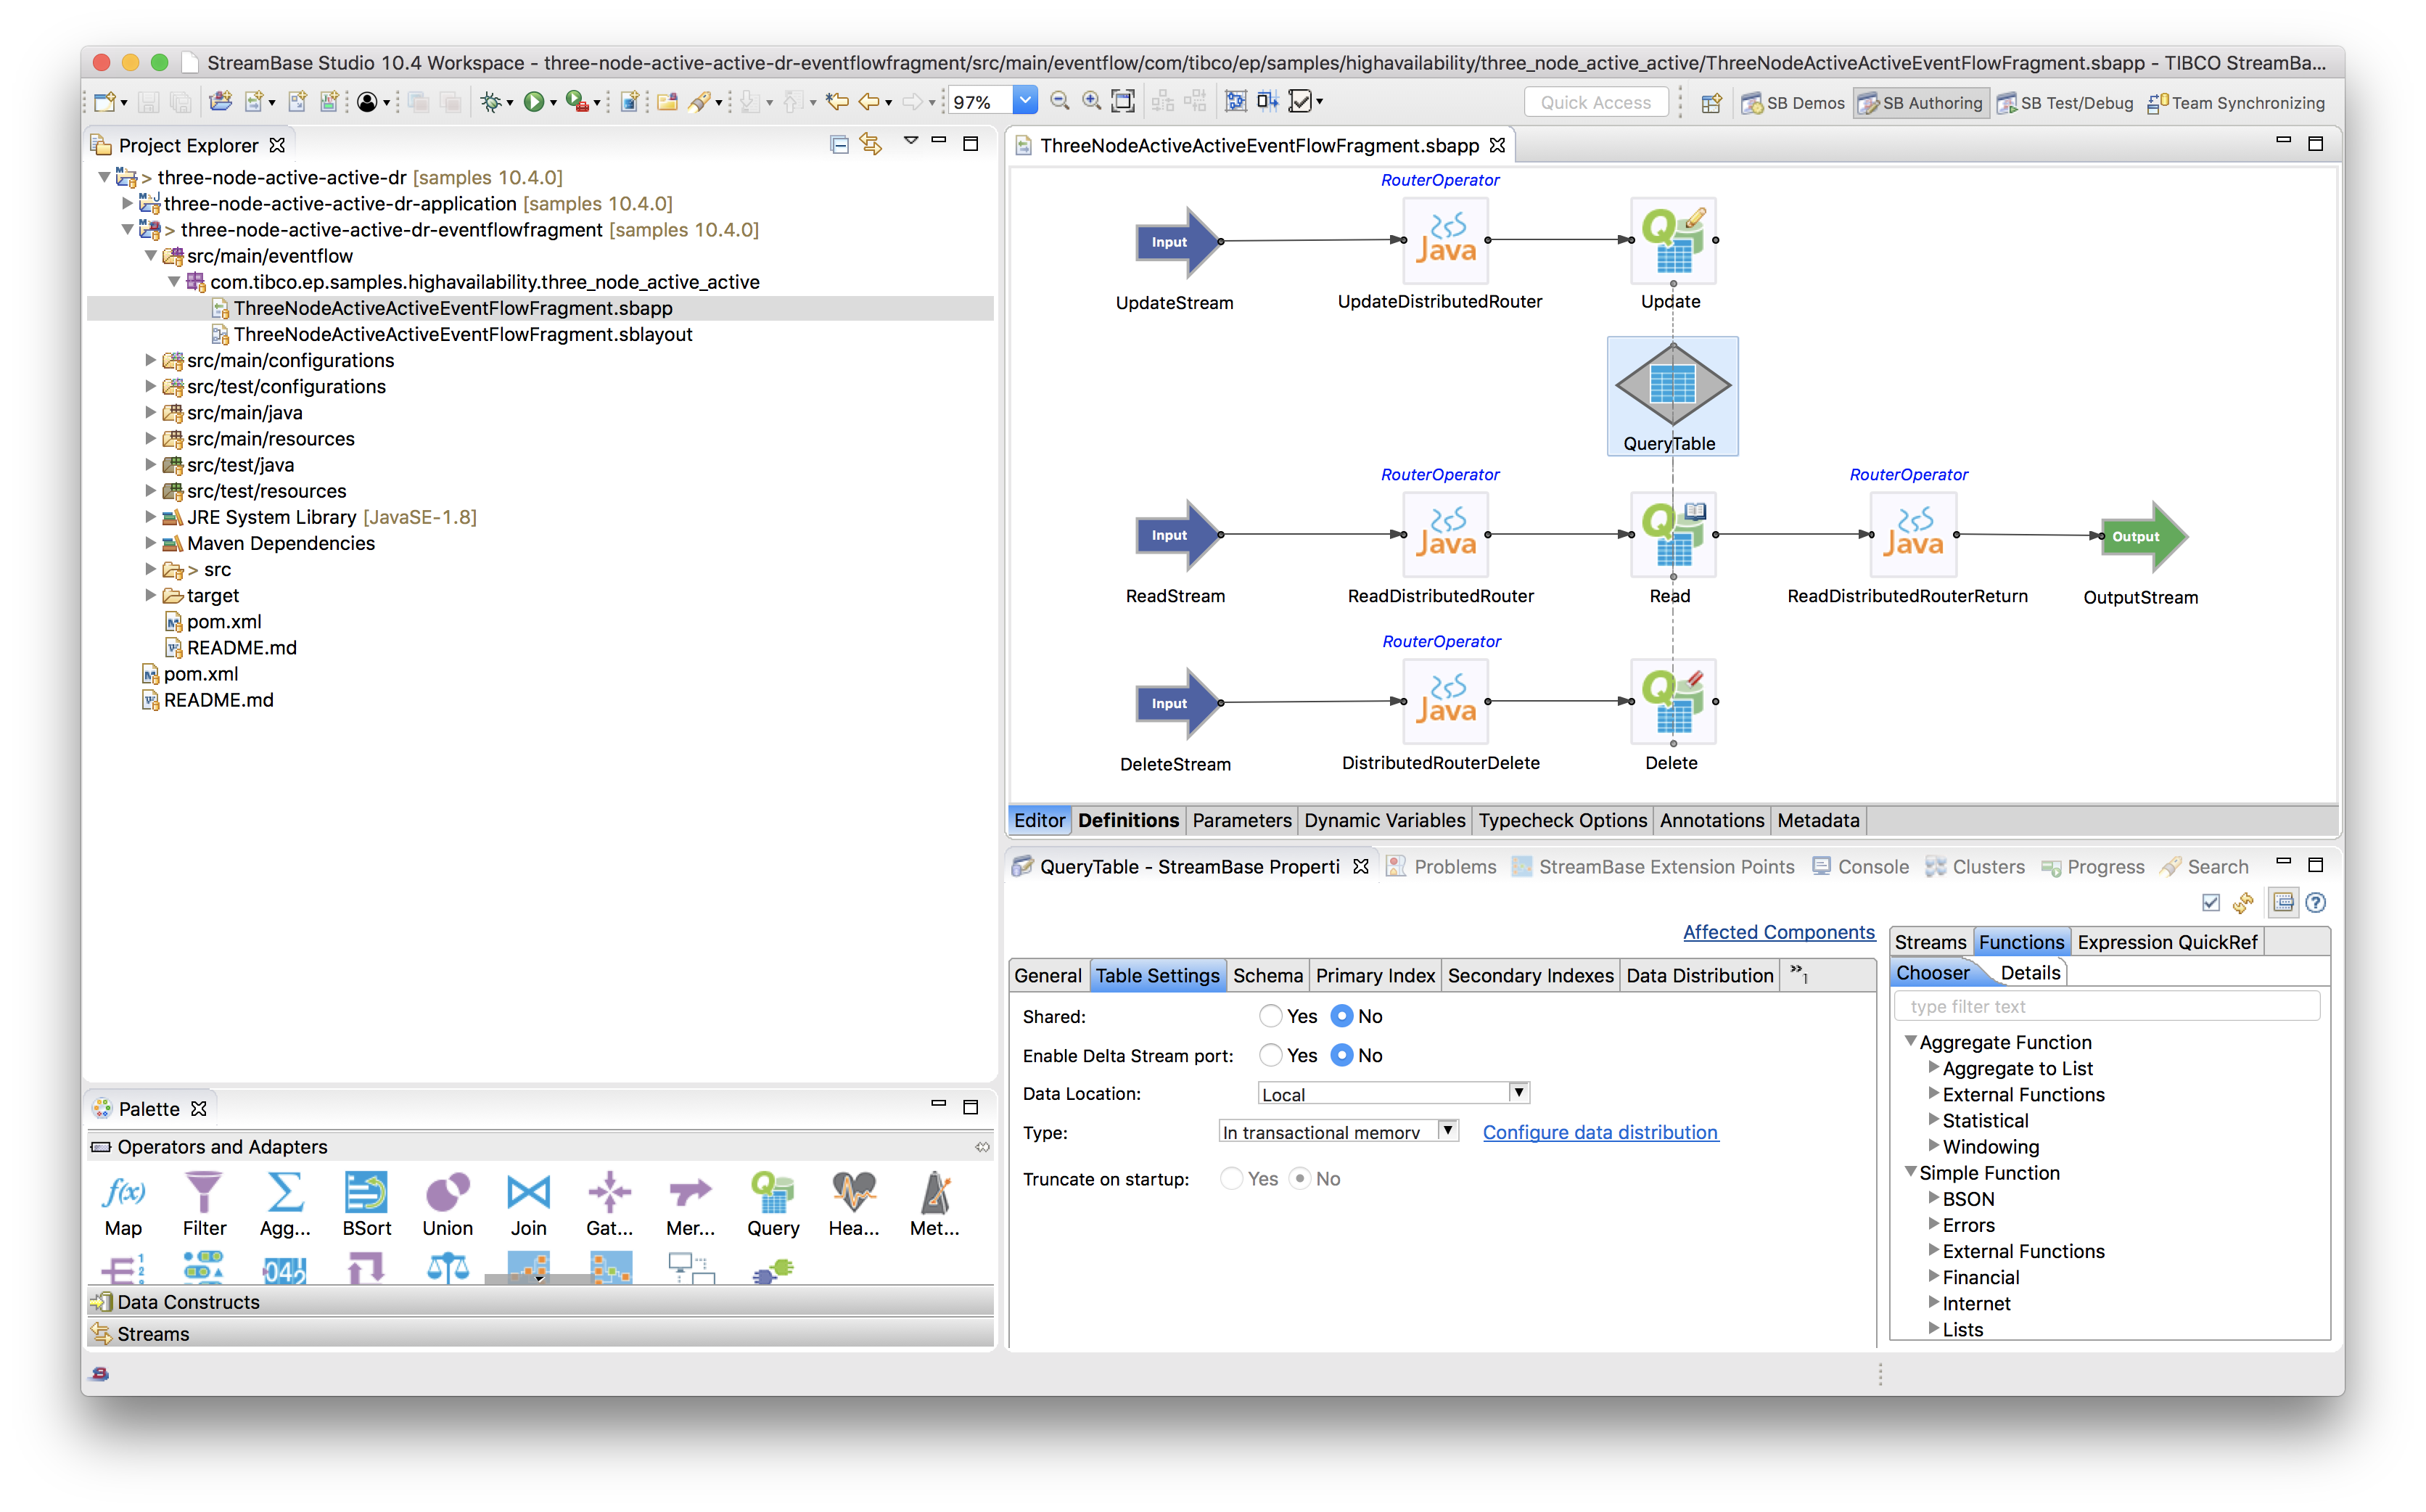 StreamBase Studio 10.4 Workspace - three-node-active-active-dr-eventflowfragment/src/main/eventflow/com/tibco/ep/samples/highavailability/three_node_active_active/ThreeNodeActiveActiveEventFlowFragment.sbapp - TIBCO StreamBa...
97%
Quick Access
SB Demos
SB Authoring
SB Test/Debug
Team Synchronizing
Project Explorer
> three-node-active-active-dr [samples 10.4.0]
three-node-active-active-dr-application [samples 10.4.0]
> three-node-active-active-dr-eventflowfragment [samples 10.4.0]
src/main/eventflow
com.tibco.ep.samples.highavailability.three_node_active_active
ThreeNodeActiveActiveEventFlowFragment.sbapp
ThreeNodeActiveActiveEventFlowFragment.sblayout
src/main/configurations
src/test/configurations
src/main/java
src/main/resources
src/test/java
src/test/resources
JRE System Library [JavaSE-1.8]
Maven Dependencies
> src
target
pom.xml
README.md
pom.xml
README.md
Palette
Operators and Adapters
Map
Filter
Agg...
BSort
Union
Join
Gat...
Mer...
Query
Hea...
Met...
Data Constructs
Streams
ThreeNodeActiveActiveEventFlowFragment.sbapp
RouterOperator
Input
Java
UpdateStream
UpdateDistributedRouter
Update
QueryTable
RouterOperator
RouterOperator
Input
Java
Java
Output
ReadStream
ReadDistributedRouter
Read
ReadDistributedRouterReturn
OutputStream
RouterOperator
Input
Java
DeleteStream
DistributedRouterDelete
Delete
Editor
Definitions
Parameters
Dynamic Variables
Typecheck Options
Annotations
Metadata
QueryTable - StreamBase Properti
Problems
StreamBase Extension Points
Console
Clusters
Progress
Search
Affected Components
General
Table Settings
Schema
Primary Index
Secondary Indexes
Data Distribution
»1
Shared: Yes No
Enable Delta Stream port: Yes No
Data Location: Local
Type: In transactional memory Configure data distribution
Truncate on startup: Yes No
Streams
Functions
Expression QuickRef
Chooser
Details
type filter text
Aggregate Function
Aggregate to List
External Functions
Statistical
Windowing
Simple Function
BSON
Errors
External Functions
Financial
Internet
Lists